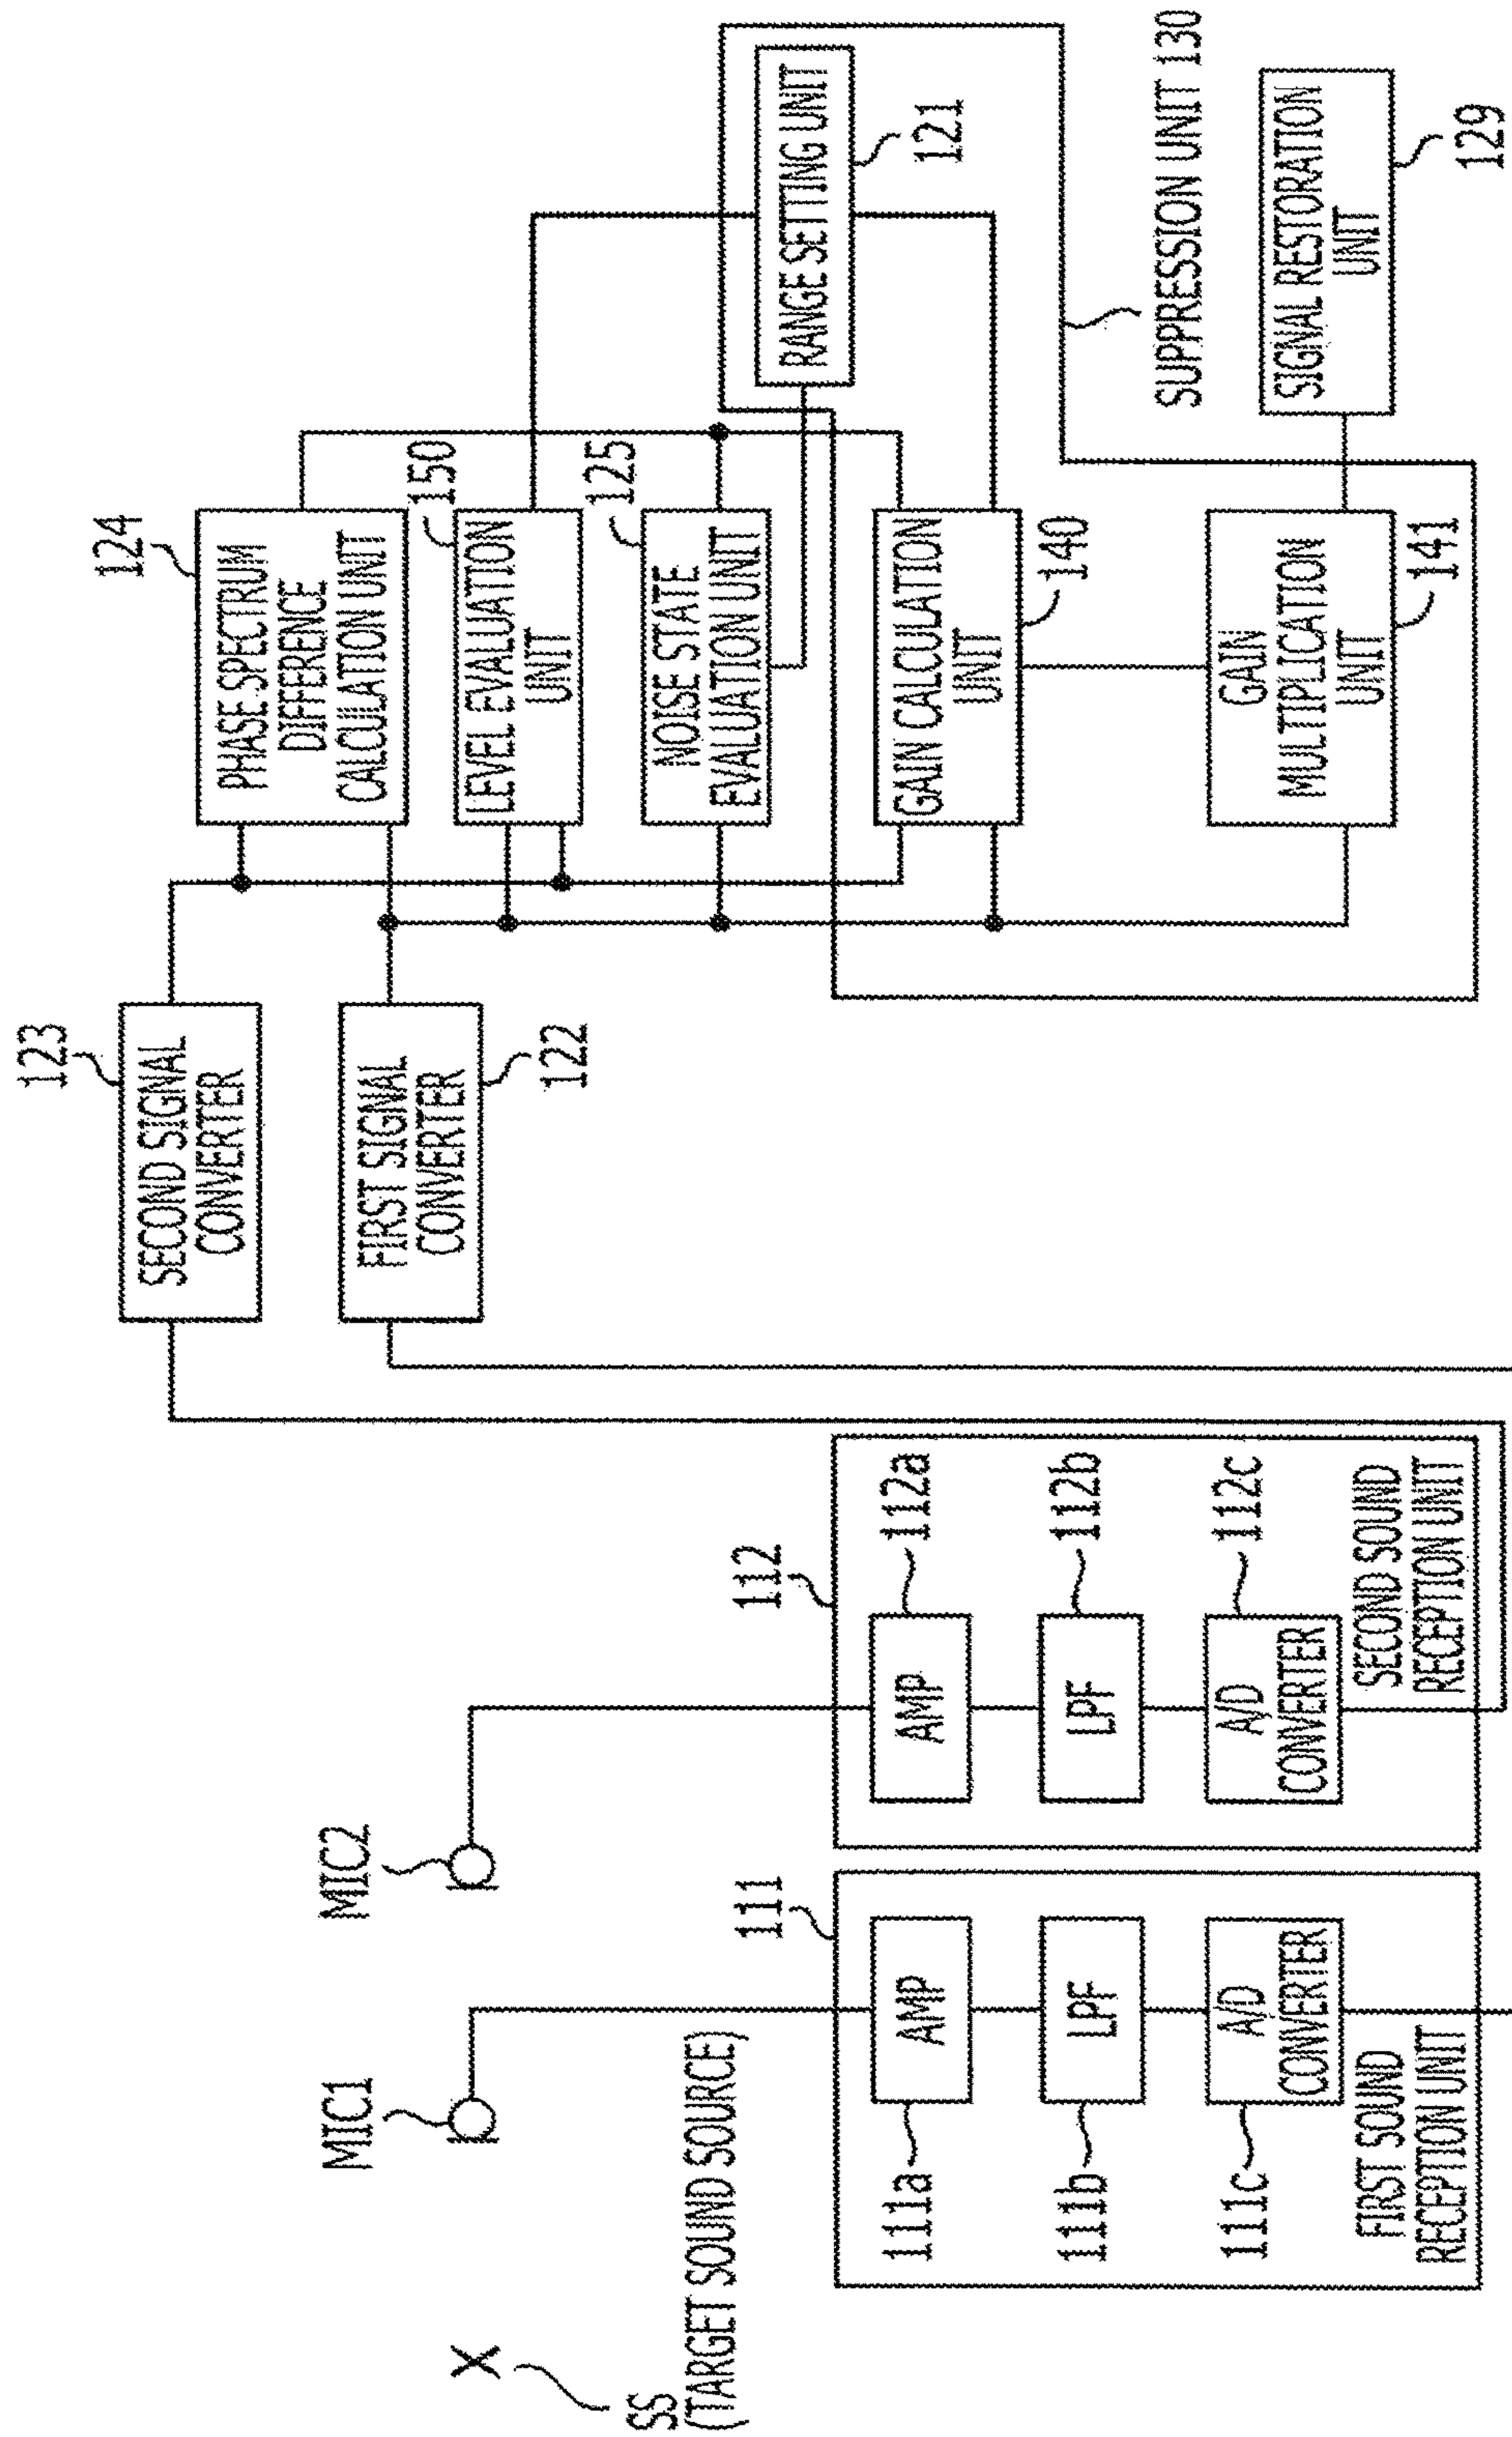 SS
(TARGET SOUND SOURCE)
MIC1
MIC2
111
111a
AMP
111b
LPF
111c
A/D
CONVERTER
FIRST SOUND
RECEPTION UNIT
112
AMP
112a
LPF
112b
A/D
CONVERTER
112c
SECOND SOUND
RECEPTION UNIT
123
SECOND SIGNAL
CONVERTER
FIRST SIGNAL
CONVERTER
122
124
PHASE SPECTRUM
DIFFERENCE
CALCULATION UNIT
150
LEVEL EVALUATION
UNIT
125
NOISE STATE
EVALUATION UNIT
GAIN CALCULATION
UNIT
140
GAIN
MULTIPLICATION
UNIT
141
RANGE SETTING UNIT
121
SUPPRESSION UNIT 130
SIGNAL RESTORATION
UNIT
129